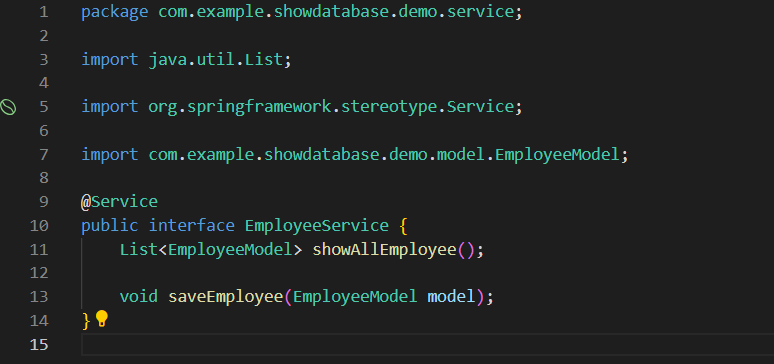 1 package com.example.showdatabase.demo.service;
2
3 import java.util.List;
4
5 import org.springframework.stereotype.Service;
6
7 import com.example.showdatabase.demo.model.EmployeeModel;
8
9 @Service
10 public interface EmployeeService {
11 List<EmployeeModel> showAllEmployee();
12
13 void saveEmployee(EmployeeModel model);
14 }
15